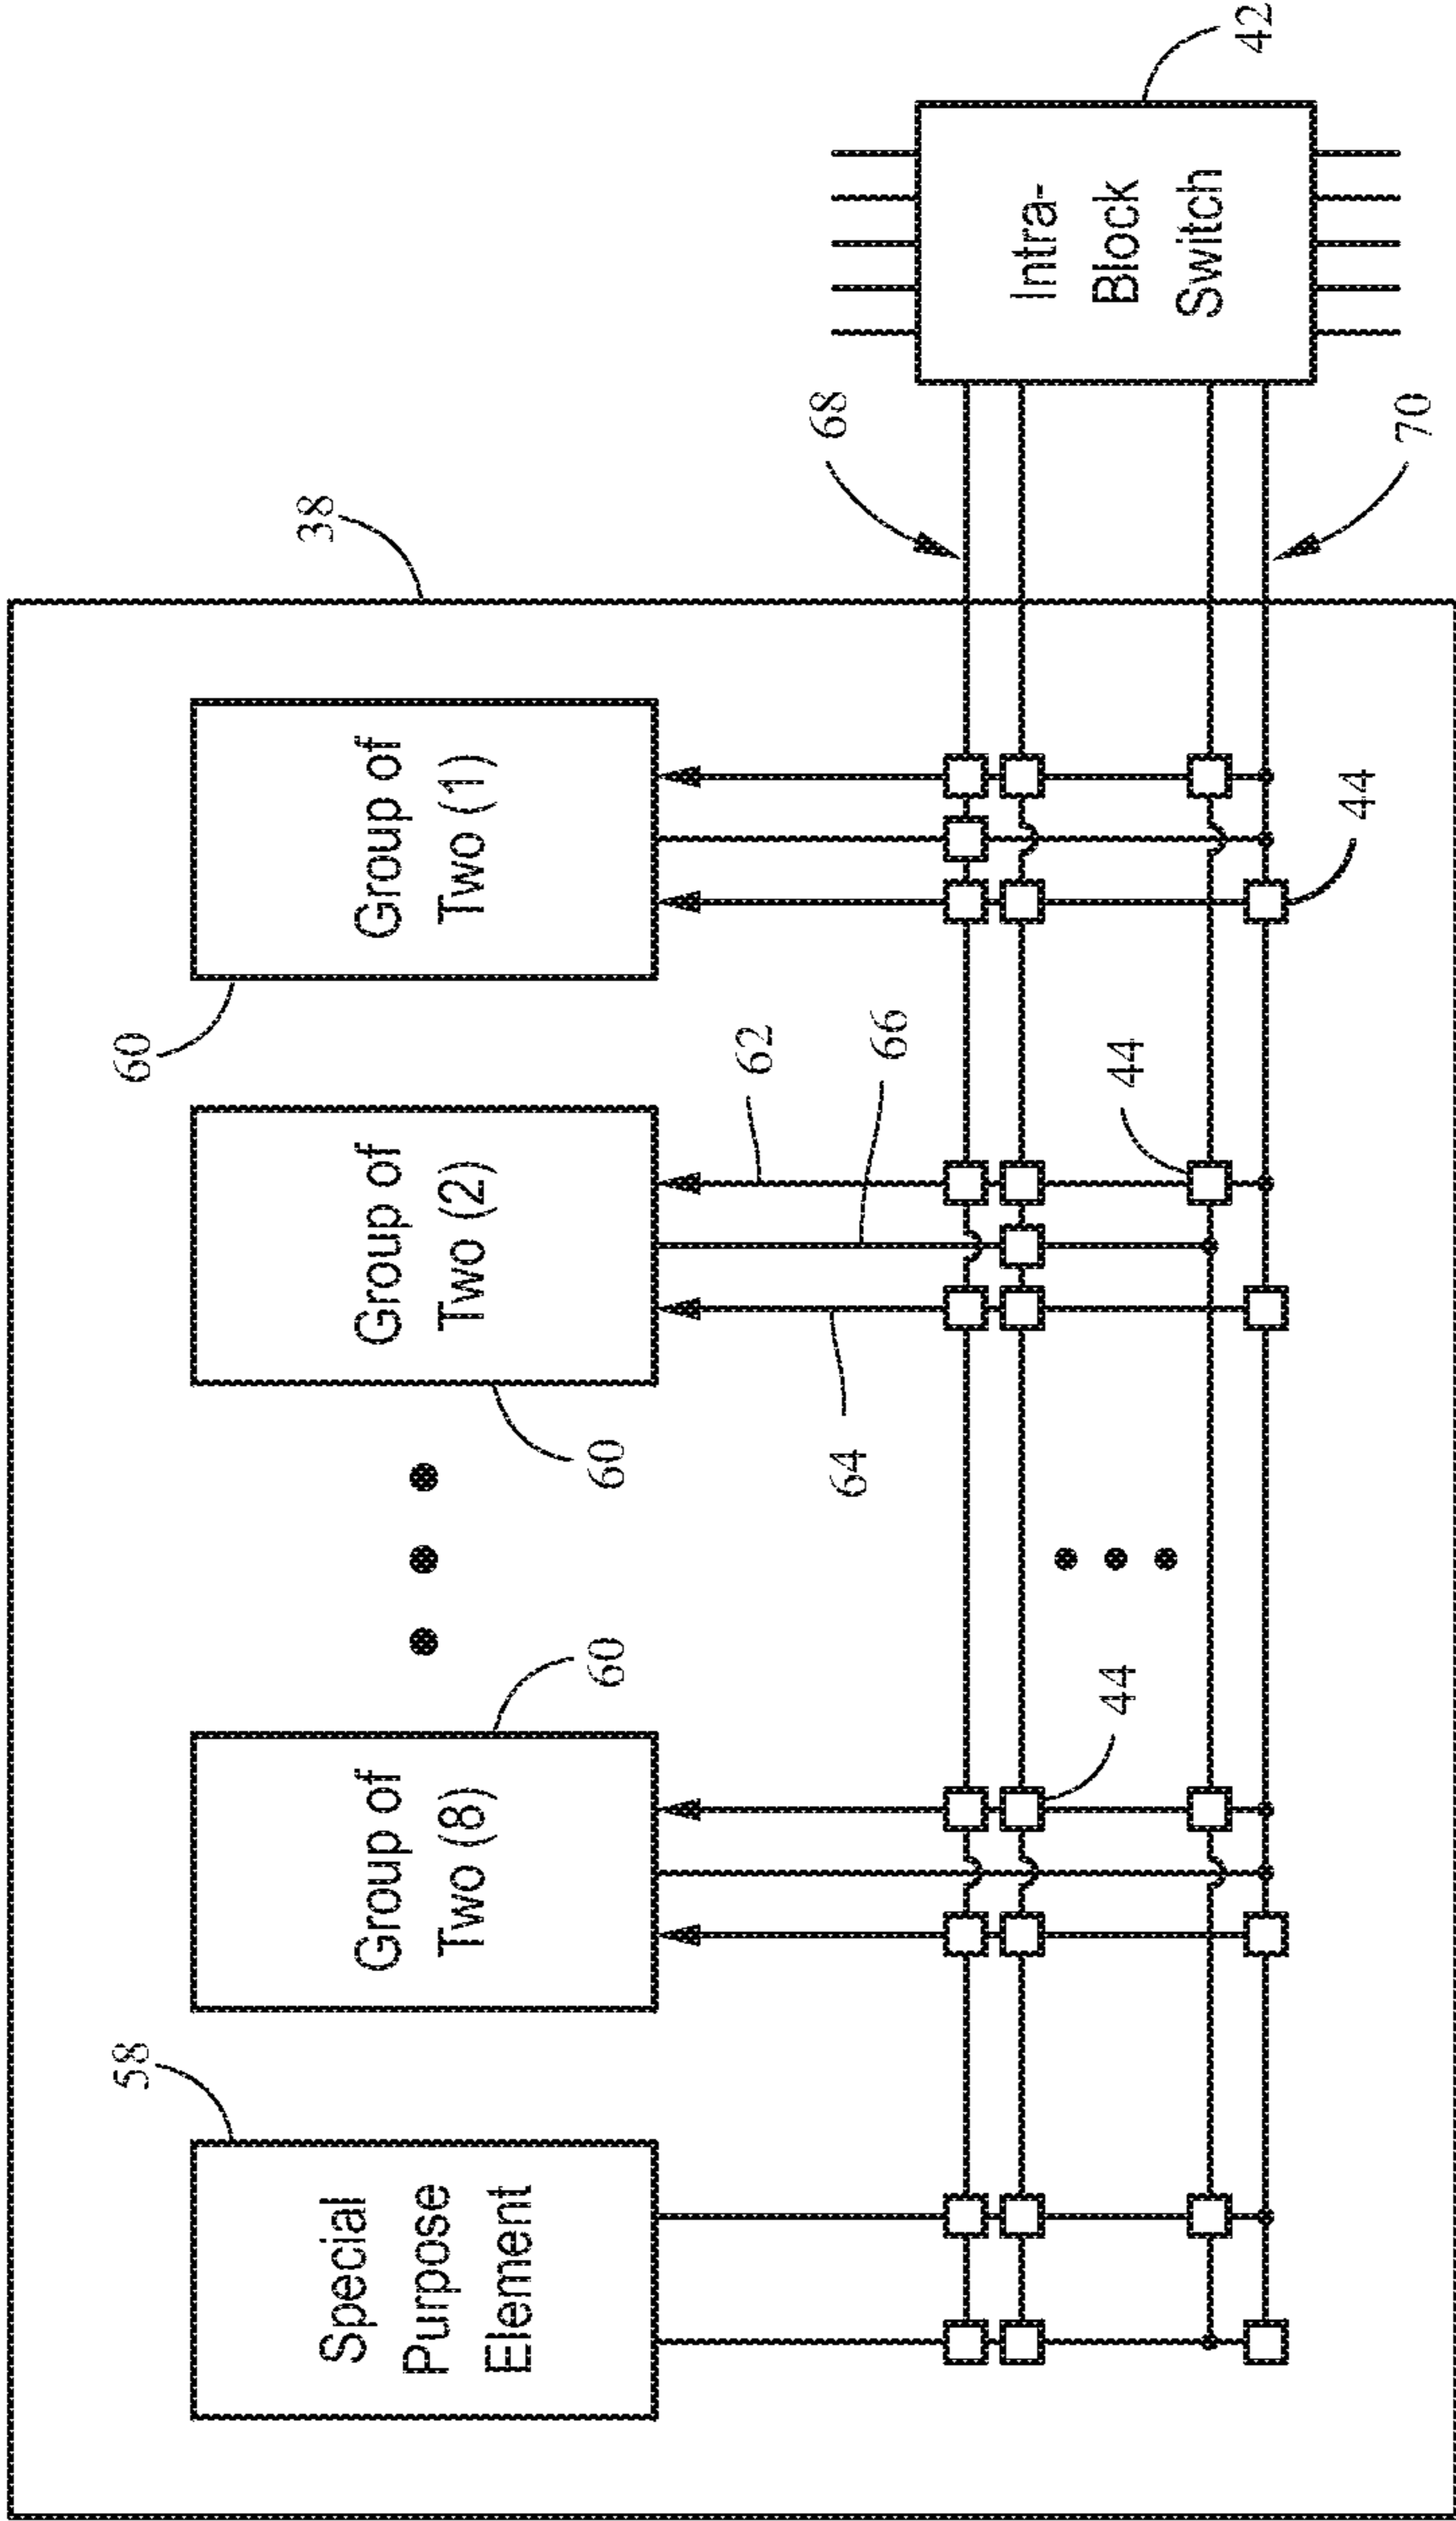 38
58
60
Special
Purpose
Element
Group of
Two (8)
Group of
Two (2)
Group of
Two (1)
60
60
62
64
66
68
44
44
44
70
Intra-
Block
Switch
42